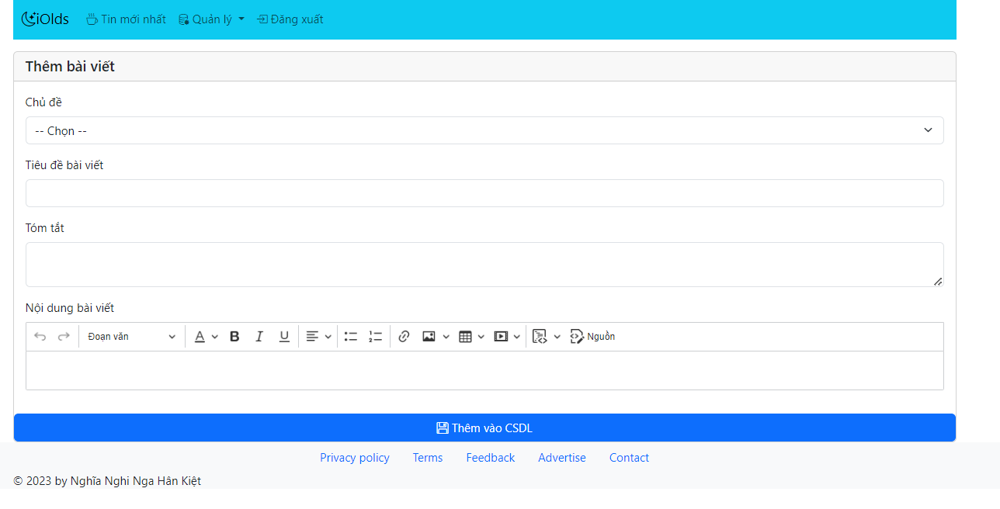 iOlds Tin mới nhất Quản lý Đăng xuất
Thêm bài viết
Chủ đề
-- Chọn --
Tiêu đề bài viết
Tóm tắt
Nội dung bài viết
Đoạn văn A B I U Nguồn
Thêm vào CSDL
Privacy policy Terms Feedback Advertise Contact
© 2023 by Nghĩa Nghi Nga Hân Kiệt